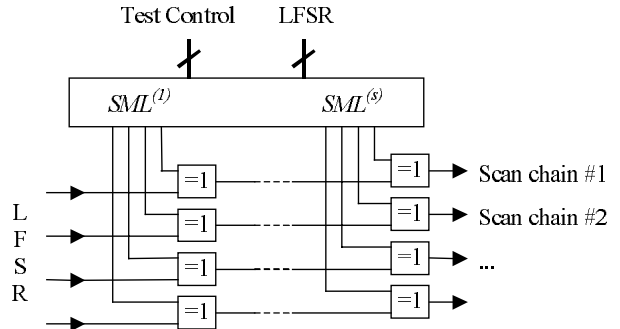 Test Control LFSR
SML(1) SML(s)
=1 =1 Scan chain #1
=1 =1 Scan chain #2
=1 =1 ...
=1 =1
L
F
S
R